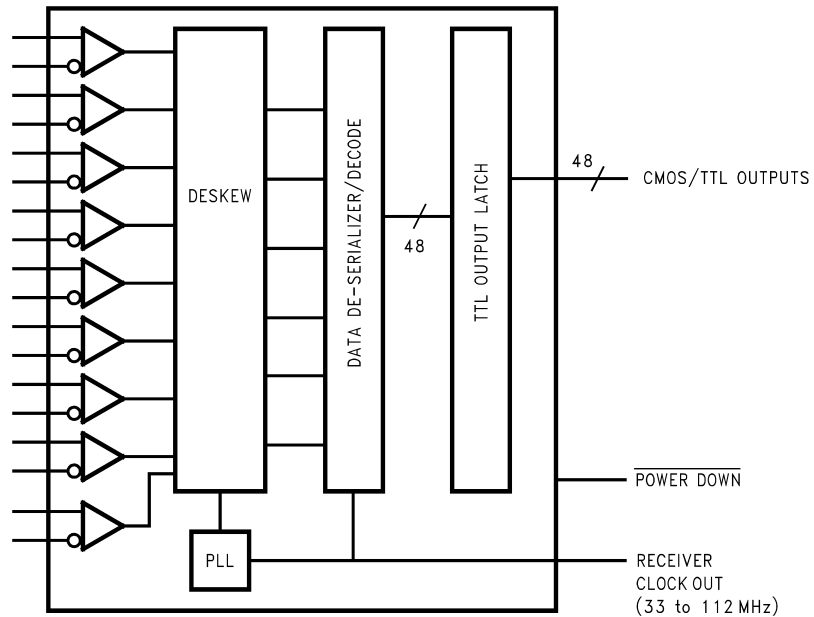 DESKEW
DATA DE-SERIALIZER/DECODE
48
TTL OUTPUT LATCH
48
CMOS/TTL OUTPUTS
POWER DOWN
PLL
RECEIVER
CLOCK OUT
(33 to 112 MHz)